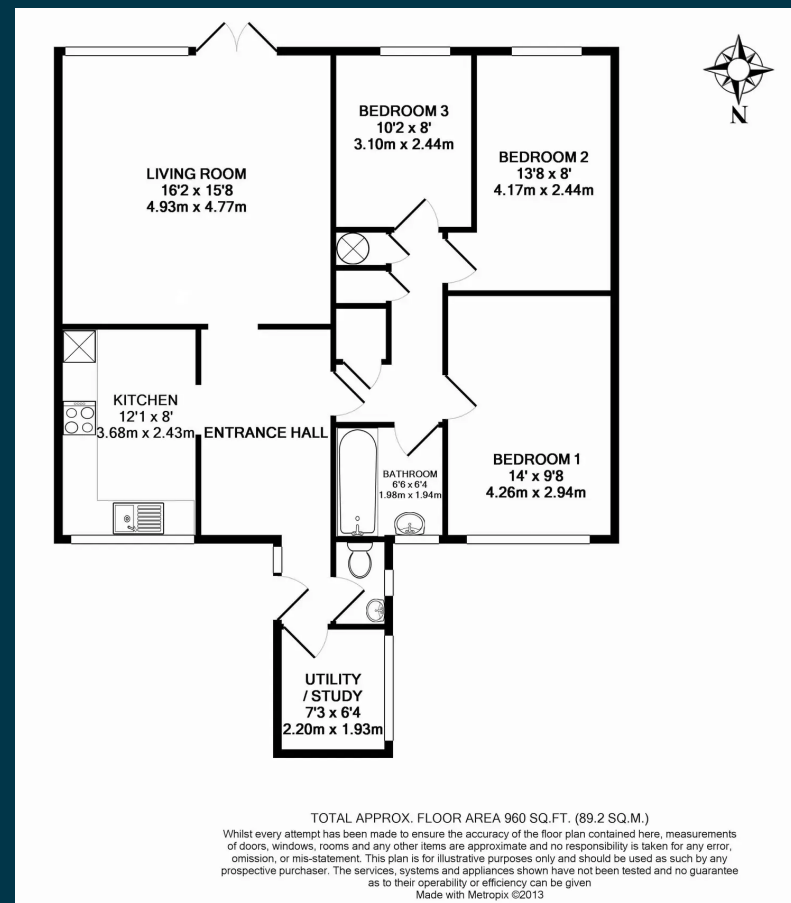 BEDROOM 3
10'2 x 8'
3.10m x 2.44m
N
LIVING ROOM
16'2 x 15'8
4.93m x 4.77m
BEDROOM 2
13'8 x 8'
4.17m x 2.44m
KITCHEN
12'1 x 8'
3.68m x 2.43m
ENTRANCE HALL
BATHROOM
6'6 x 6'4
1.98m x 1.94m
BEDROOM 1
14' x 9'8
4.26m x 2.94m
UTILITY
/ STUDY
7'3 x 6'4
2.20m x 1.93m
TOTAL APPROX. FLOOR AREA 960 SQ.FT. (89.2 SQ.M.)
Whilst every attempt has been made to ensure the accuracy of the floor plan contained here, measurements
of doors, windows, rooms and any other items are approximate and no responsibility is taken for any error,
omission, or mis-statement. This plan is for illustrative purposes only and should be used as such by any
prospective purchaser. The services, systems and appliances shown have not been tested and no guarantee
as to their operability or efficiency can be given
Made with Metropix ©2013